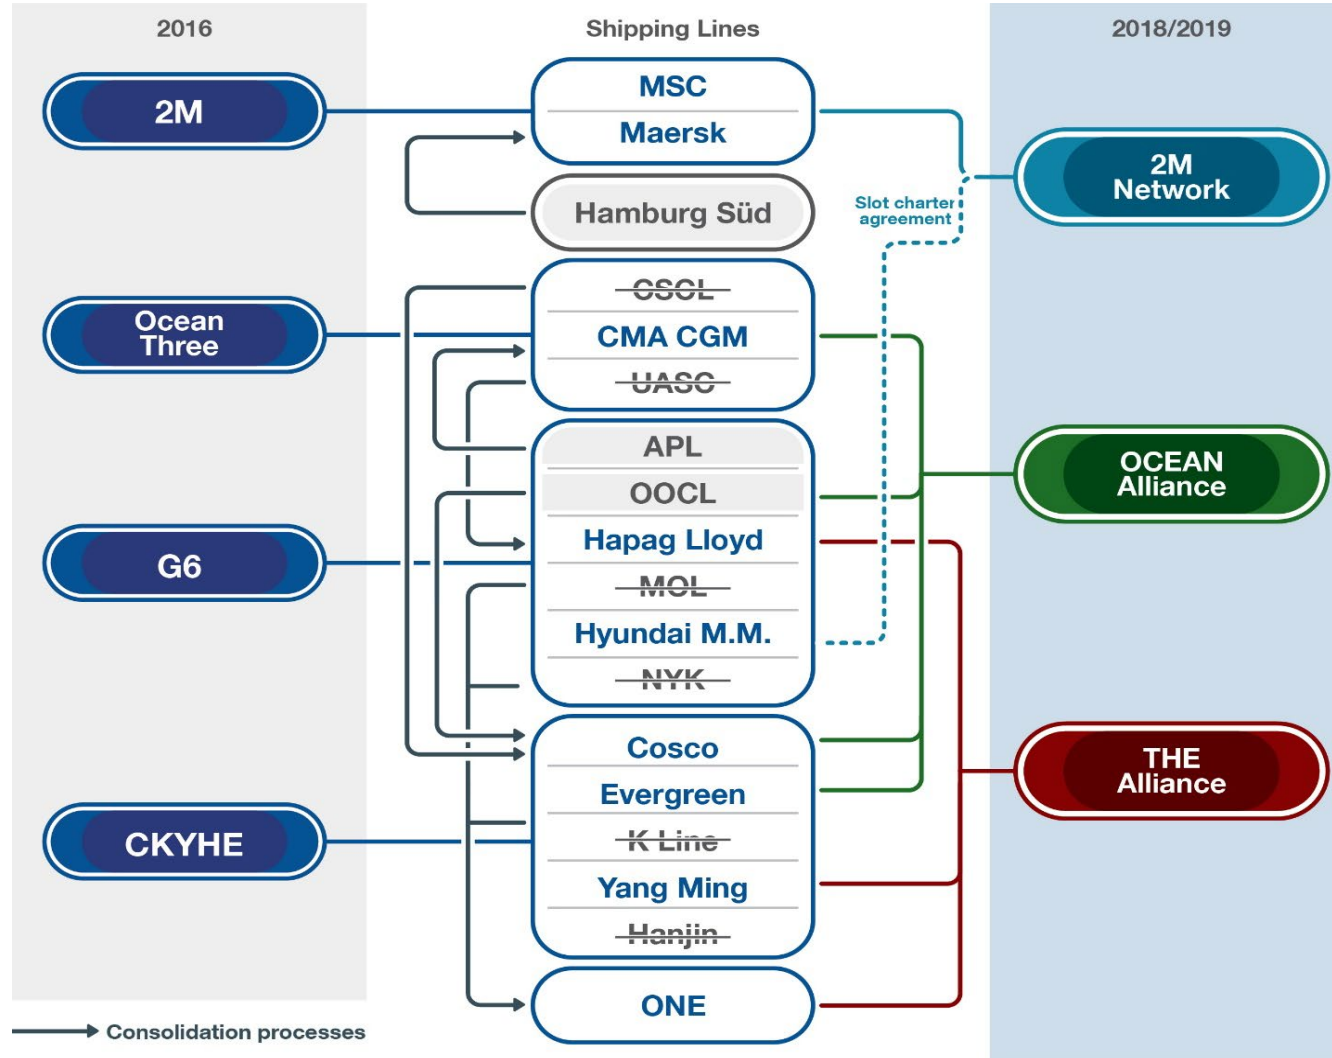 2016
Shipping Lines
2018/2019
2M
MSC
Maersk
Hamburg Süd
Slot charter
agreement
2M
Network
Ocean
Three
CSCL
CMA CGM
UASC
APL
OOCL
Hapag Lloyd
MOL
Hyundai M.M.
NYK
OCEAN
Alliance
G6
Cosco
Evergreen
K Line
Yang Ming
Hanjin
THE
Alliance
CKYHE
ONE
Consolidation processes